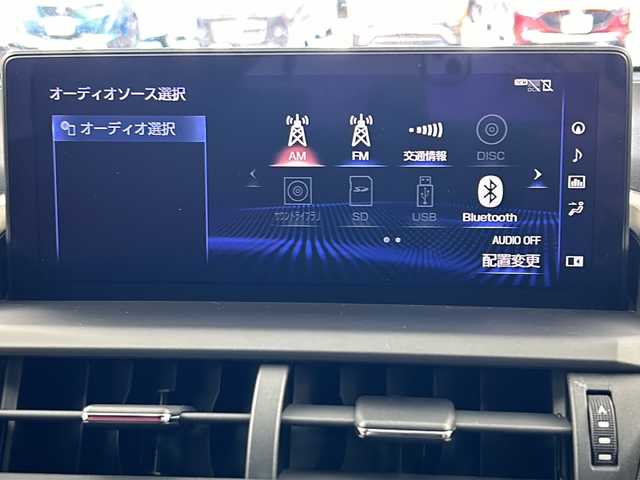 オーディオソース選択
オーディオ選択
AM
FM
交通情報
DISC
サウンドライブラリ
SD
USB
Bluetooth
AUDIO OFF
配置変更